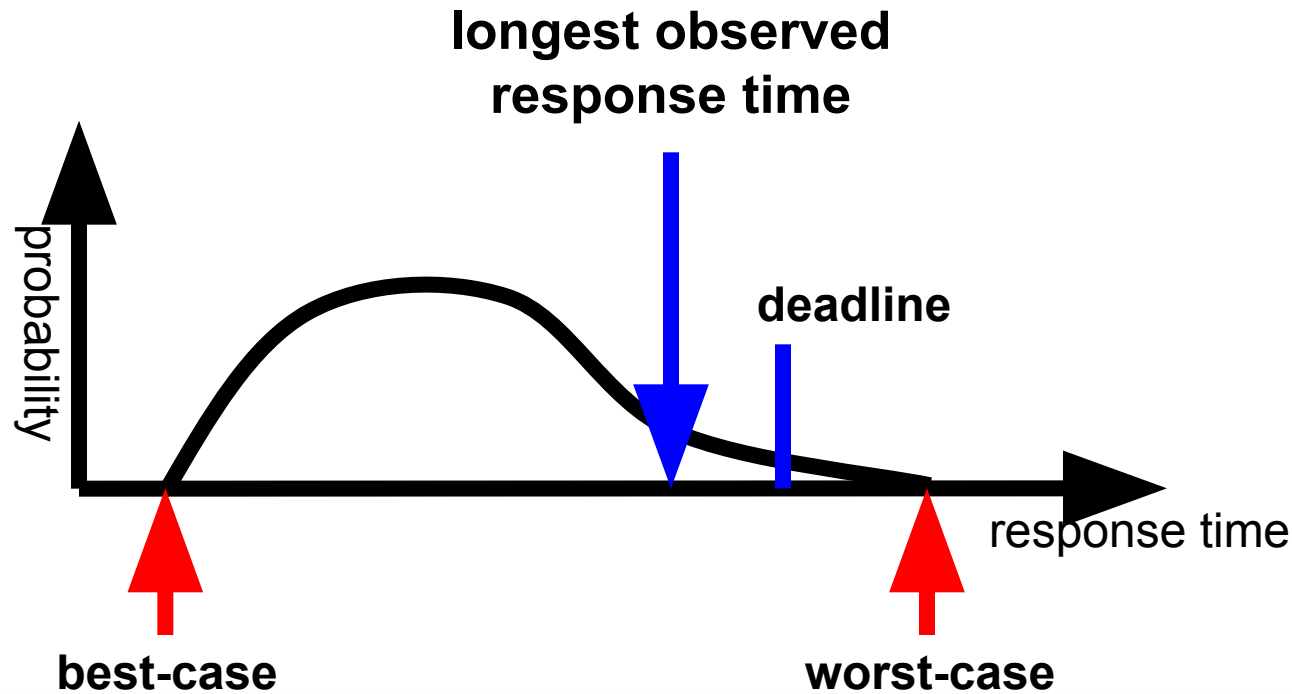 longest observed
response time
probability
deadline
response time
best-case
worst-case